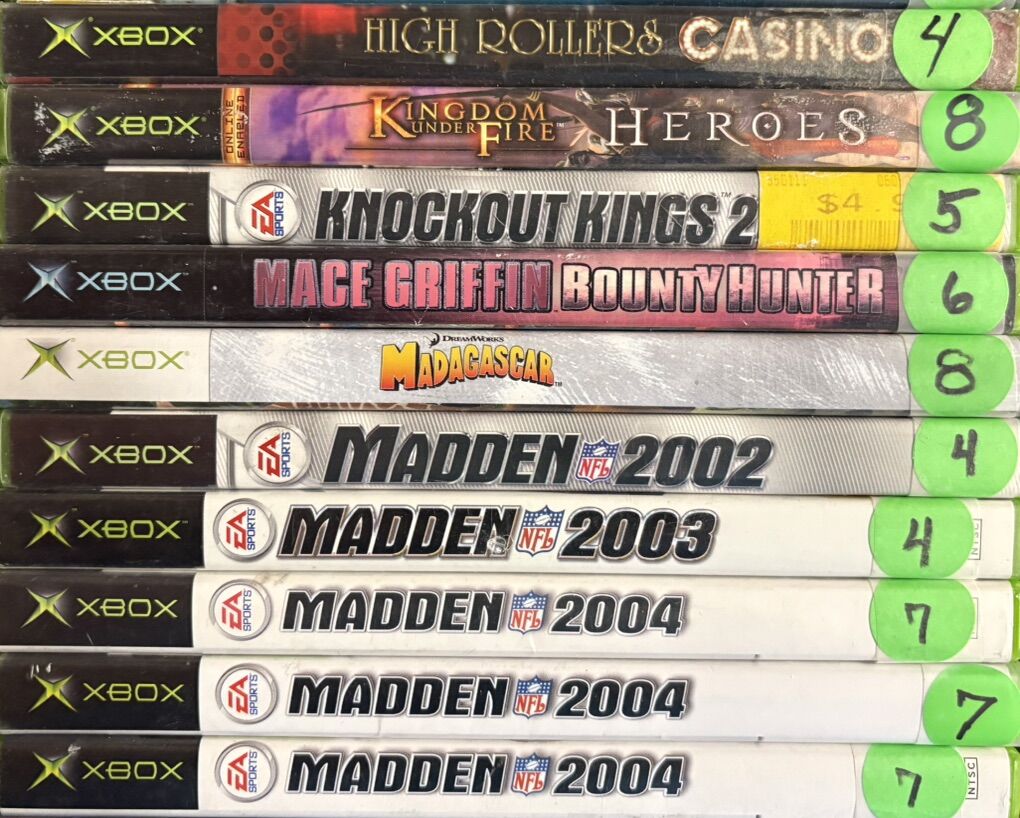 XBOX HIGH ROLLERS CASINO 4
XBOX ONLINE ENABLED KINGDOM UNDER FIRE HEROES 8
XBOX EA SPORTS KNOCKOUT KINGS 2 $4.9 5
XBOX MACE GRIFFIN BOUNTY HUNTER 6
XBOX DREAMWORKS MADAGASCAR 8
XBOX EA SPORTS MADDEN NFL 2002 4
XBOX EA SPORTS MADDEN NFL 2003 4 NTSC
XBOX EA SPORTS MADDEN NFL 2004 7
XBOX EA SPORTS MADDEN NFL 2004 7
XBOX EA SPORTS MADDEN NFL 2004 7 NTSC